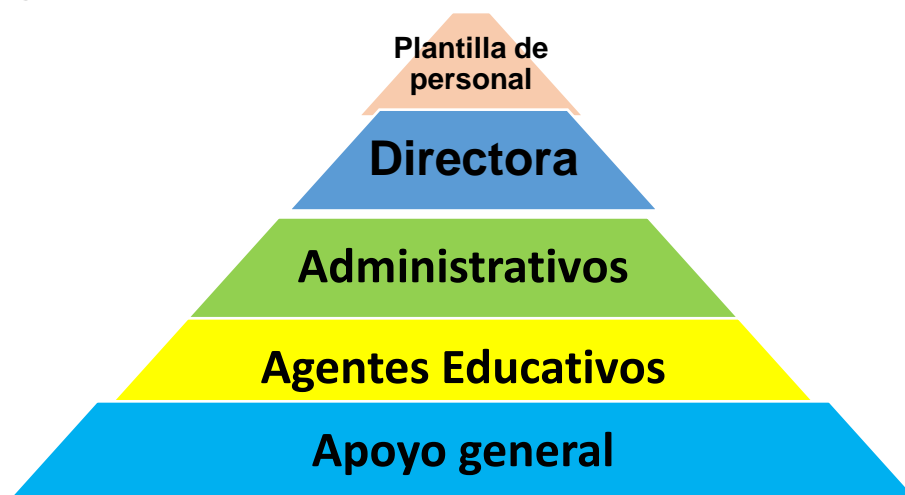 Plantilla de
personal
Directora
Administrativos
Agentes Educativos
Apoyo general